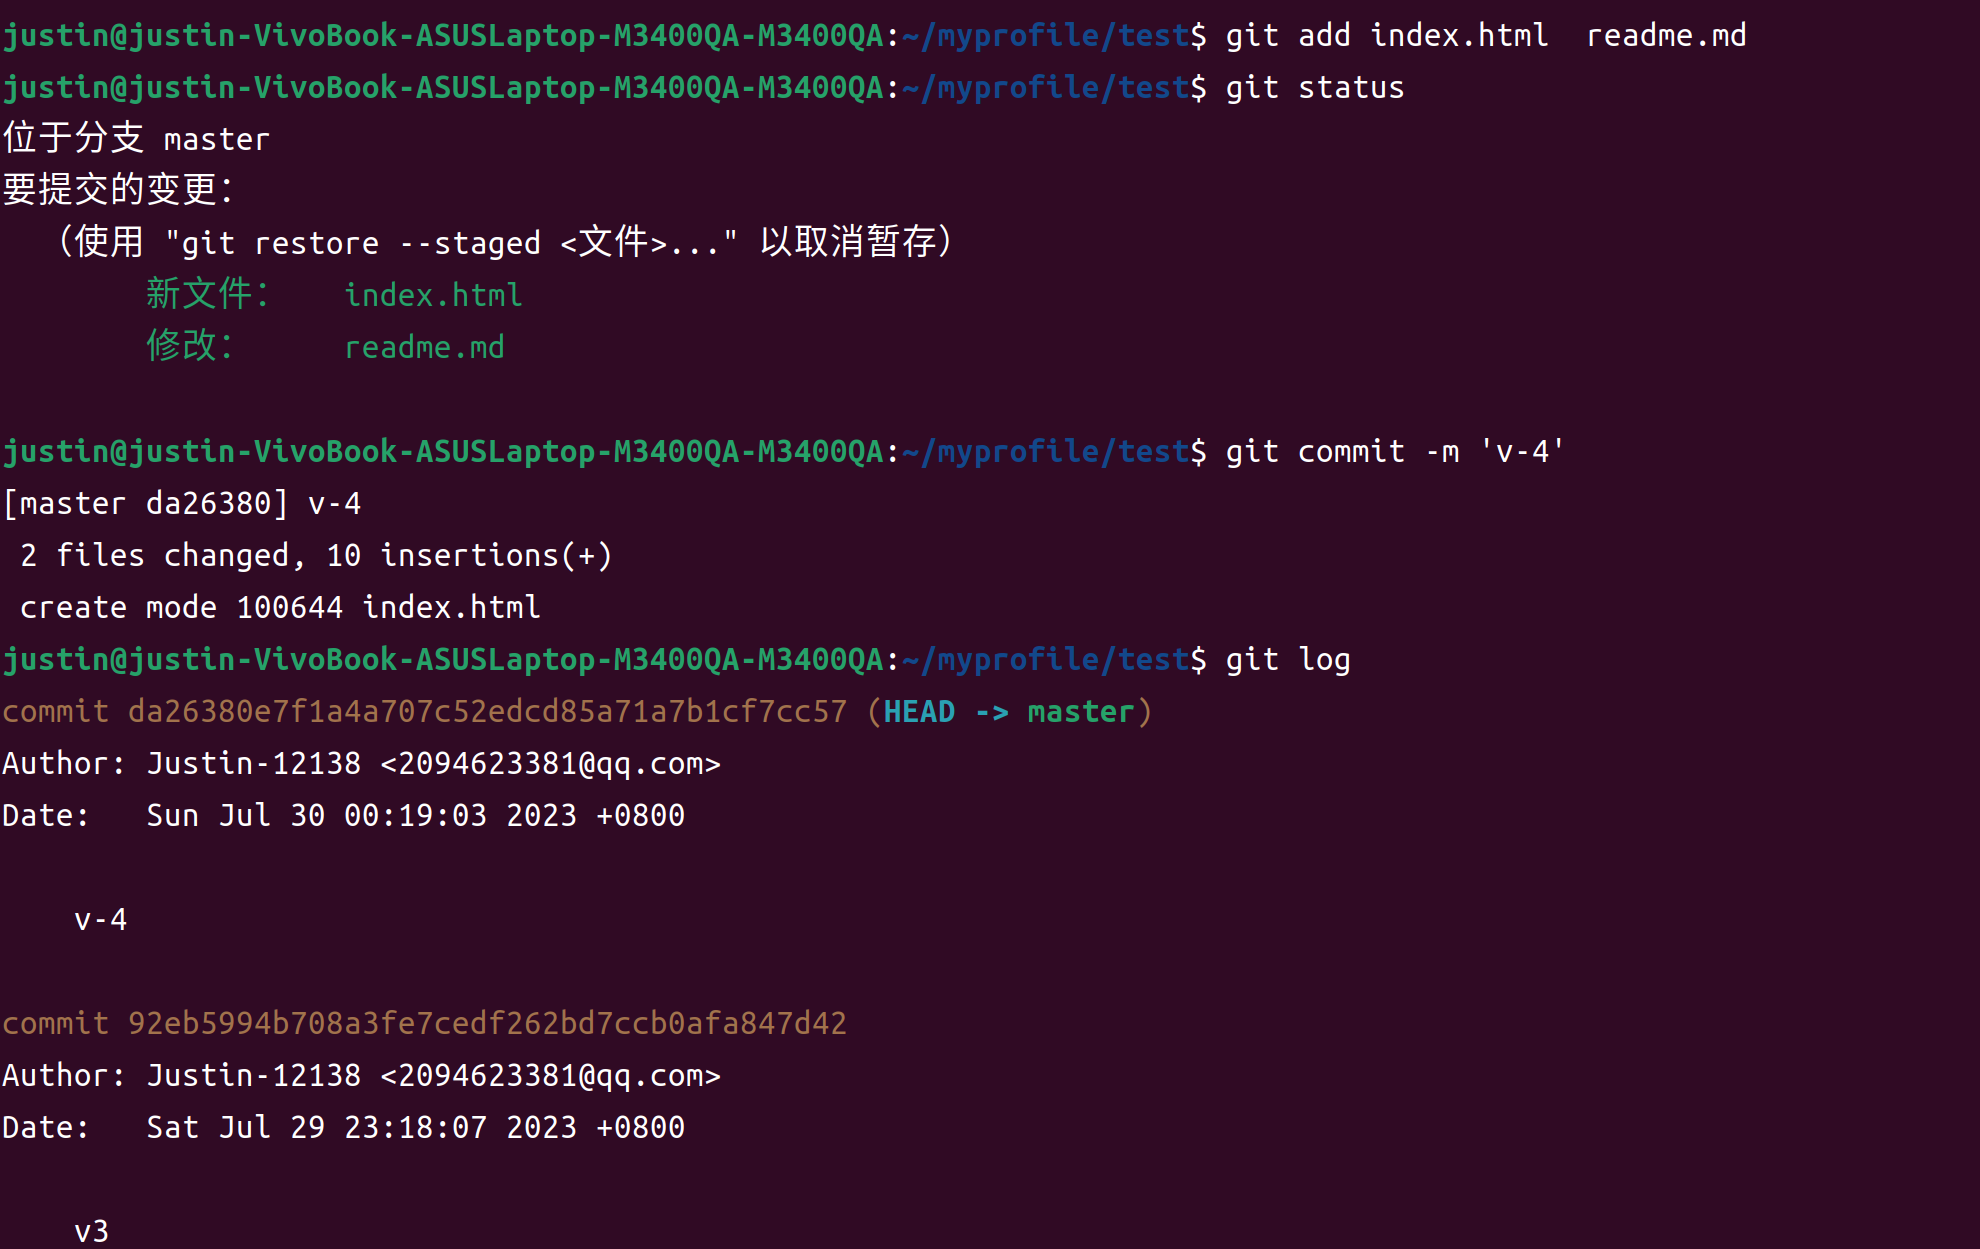 justin@justin-VivoBook-ASUSLaptop-M3400QA-M3400QA:~/myprofile/test$ git add index.html  readme.md
justin@justin-VivoBook-ASUSLaptop-M3400QA-M3400QA:~/myprofile/test$ git status
位于分支 master
要提交的变更：
  （使用 "git restore --staged <文件>..." 以取消暂存）
        新文件：   index.html
        修改：     readme.md
justin@justin-VivoBook-ASUSLaptop-M3400QA-M3400QA:~/myprofile/test$ git commit -m 'v-4'
[master da26380] v-4
 2 files changed, 10 insertions(+)
 create mode 100644 index.html
justin@justin-VivoBook-ASUSLaptop-M3400QA-M3400QA:~/myprofile/test$ git log
commit da26380e7f1a4a707c52edcd85a71a7b1cf7cc57 (HEAD -> master)
Author: Justin-12138 <2094623381@qq.com>
Date:   Sun Jul 30 00:19:03 2023 +0800
    v-4
commit 92eb5994b708a3fe7cedf262bd7ccb0afa847d42
Author: Justin-12138 <2094623381@qq.com>
Date:   Sat Jul 29 23:18:07 2023 +0800
    v3